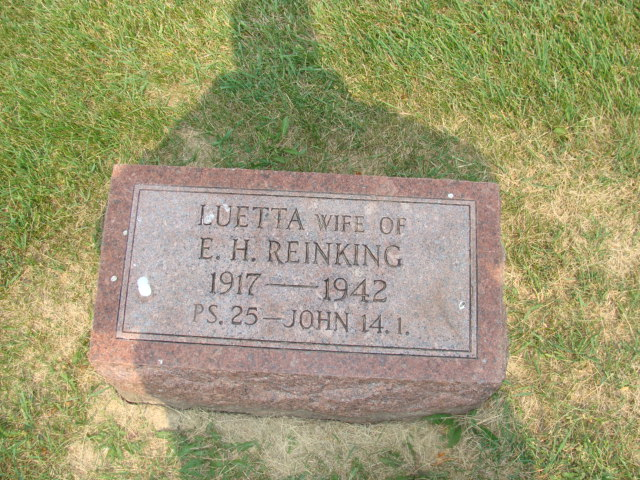 LUETTA WIFE OF
E. H. REINKING
1917 — 1942
PS. 25 — JOHN 14. 1.